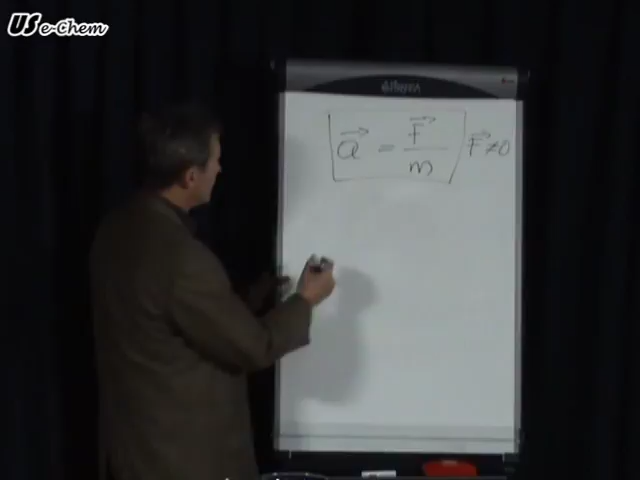 US e-Chem
a⃗ = F⃗ / m F⃗ ≠ 0